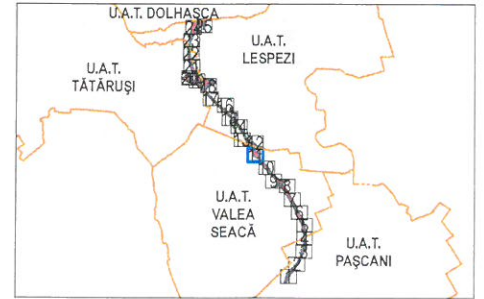 U.A.T. DOLHASCA
U.A.T.
LESPEZI
U.A.T.
TĂTĂRUŞI
U.A.T.
VALEA
SEACĂ
U.A.T.
PAŞCANI